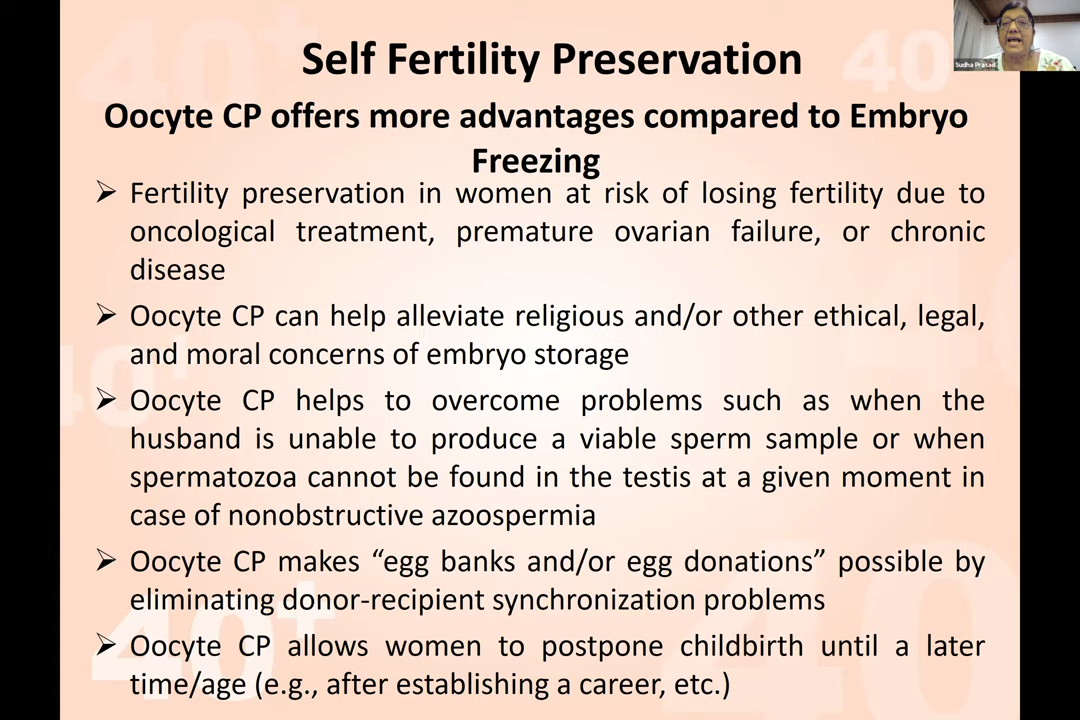 Self Fertility Preservation
Oocyte CP offers more advantages compared to Embryo
Freezing
➢ Fertility preservation in women at risk of losing fertility due to
oncological treatment, premature ovarian failure, or chronic
disease
➢ Oocyte CP can help alleviate religious and/or other ethical, legal,
and moral concerns of embryo storage
➢ Oocyte CP helps to overcome problems such as when the
husband is unable to produce a viable sperm sample or when
spermatozoa cannot be found in the testis at a given moment in
case of nonobstructive azoospermia
➢ Oocyte CP makes “egg banks and/or egg donations” possible by
eliminating donor-recipient synchronization problems
➢ Oocyte CP allows women to postpone childbirth until a later
time/age (e.g., after establishing a career, etc.)
Sudha Prasad
40+
40
40+
40+
40